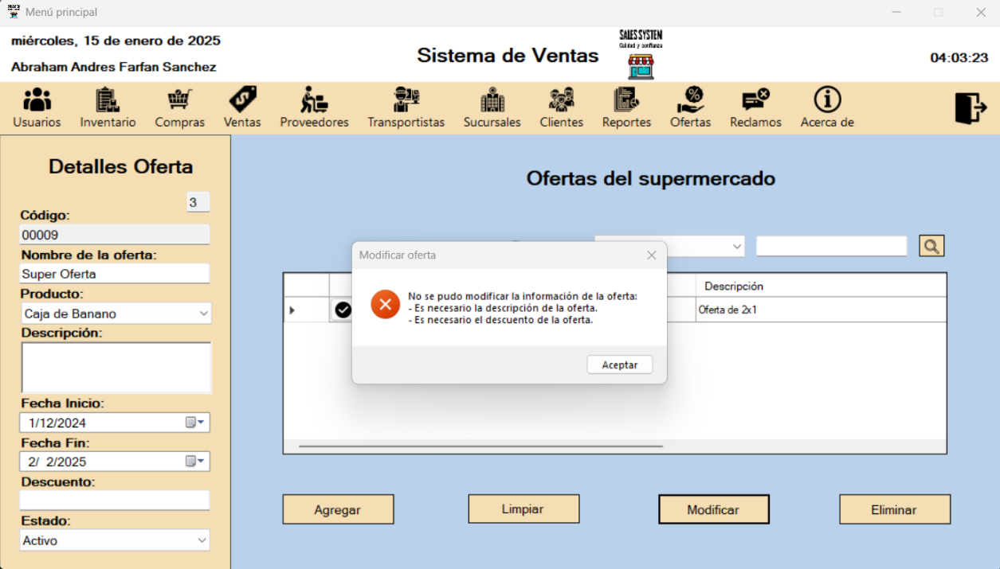 Menú principal
miércoles, 15 de enero de 2025
Abraham Andres Farfan Sanchez
Sistema de Ventas
SALES SYSTEN
Calidad y confianza
04:03:23
Usuarios
Inventario
Compras
Ventas
Proveedores
Transportistas
Sucursales
Clientes
Reportes
Ofertas
Reclamos
Acerca de
Detalles Oferta
3
Código:
00009
Nombre de la oferta:
Super Oferta
Producto:
Caja de Banano
Descripción:
Fecha Inicio:
1/12/2024
Fecha Fin:
2/ 2/2025
Descuento:
Estado:
Activo
Ofertas del supermercado
Descripción
Oferta de 2x1
Modificar oferta
No se pudo modificar la información de la oferta:
- Es necesario la descripción de la oferta.
- Es necesario el descuento de la oferta.
Aceptar
Agregar
Limpiar
Modificar
Eliminar